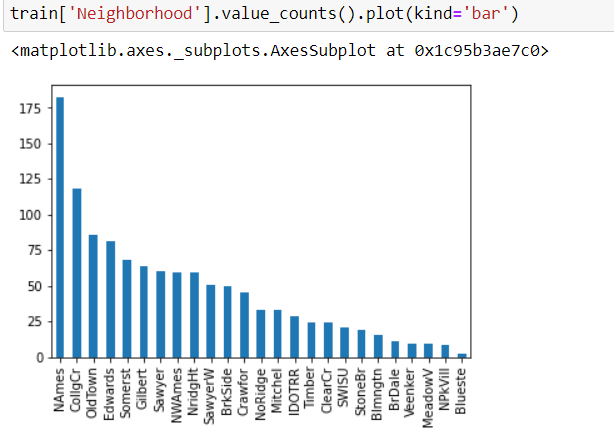 train['Neighborhood'].value_counts().plot(kind='bar')
<matplotlib.axes._subplots.AxesSubplot at 0x1c95b3ae7c0>
175
150
125
100
75
50
25
0
NAmes
CollgCr
OldTown
Edwards
Somerst
Gilbert
Sawyer
NWAmes
NridgHt
SawyerW
BrkSide
Crawfor
NoRidge
Mitchel
IDOTRR
Timber
ClearCr
SWISU
StoneBr
Blmngtn
BrDale
Veenker
MeadowV
NPkVill
Blueste